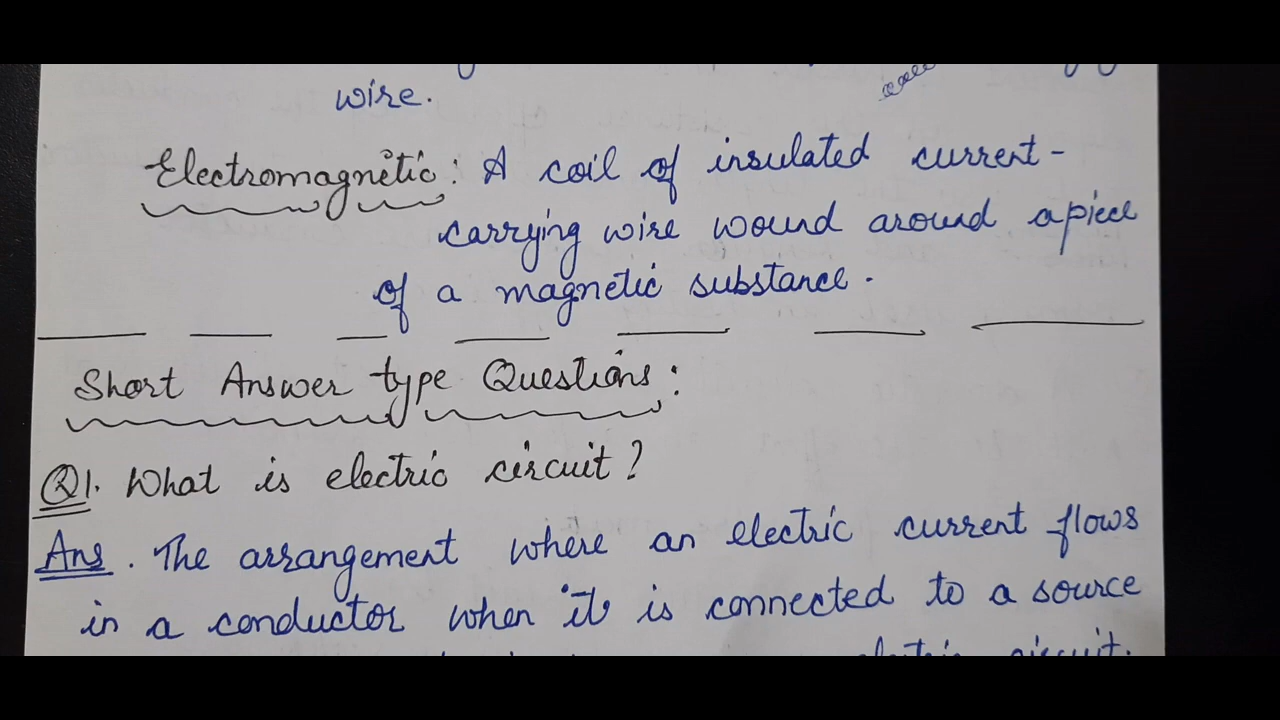 wire.
Electromagnetic : A coil of insulated current-
carrying wire wound around a piece
of a magnetic substance.
Short Answer type Questions :
Q1. What is electric circuit?
Ans. The arrangement where an electric current flows
in a conductor when it is connected to a source
electric circuit.